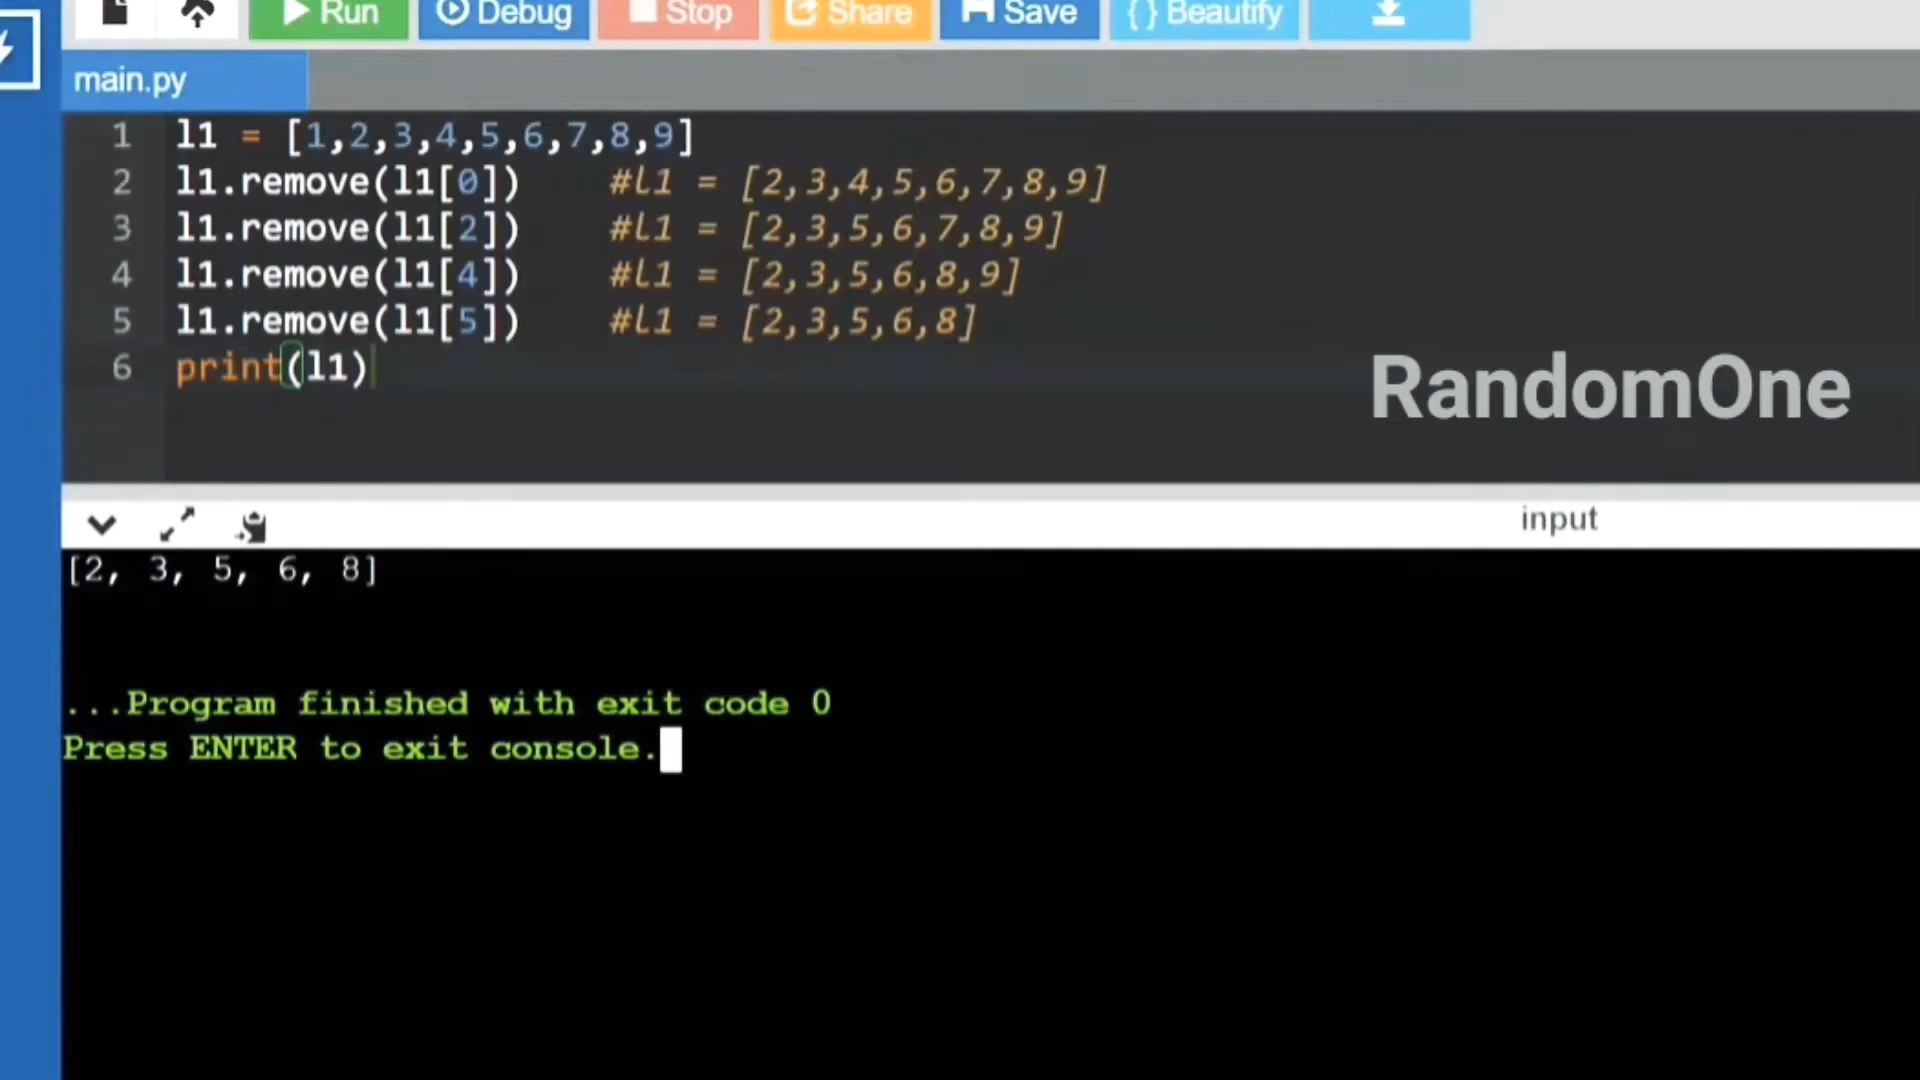 Run Debug Stop Share Save {} Beautify
main.py
1 l1 = [1,2,3,4,5,6,7,8,9]
2 l1.remove(l1[0]) #l1 = [2,3,4,5,6,7,8,9]
3 l1.remove(l1[2]) #l1 = [2,3,5,6,7,8,9]
4 l1.remove(l1[4]) #l1 = [2,3,5,6,8,9]
5 l1.remove(l1[5]) #l1 = [2,3,5,6,8]
6 print(l1)
RandomOne
input
[2, 3, 5, 6, 8]
...Program finished with exit code 0
Press ENTER to exit console.